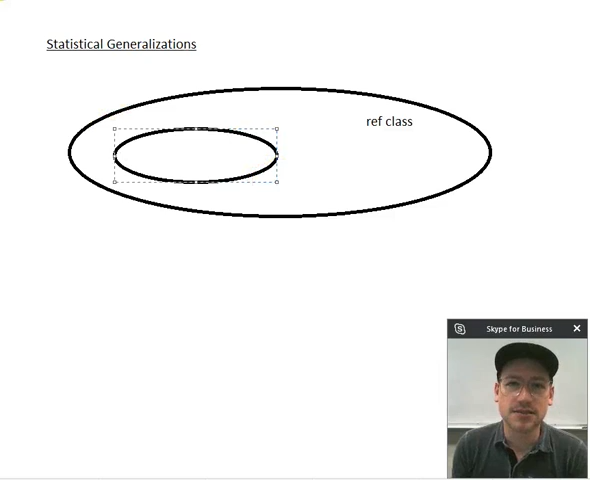 Statistical Generalizations
ref class
Skype for Business